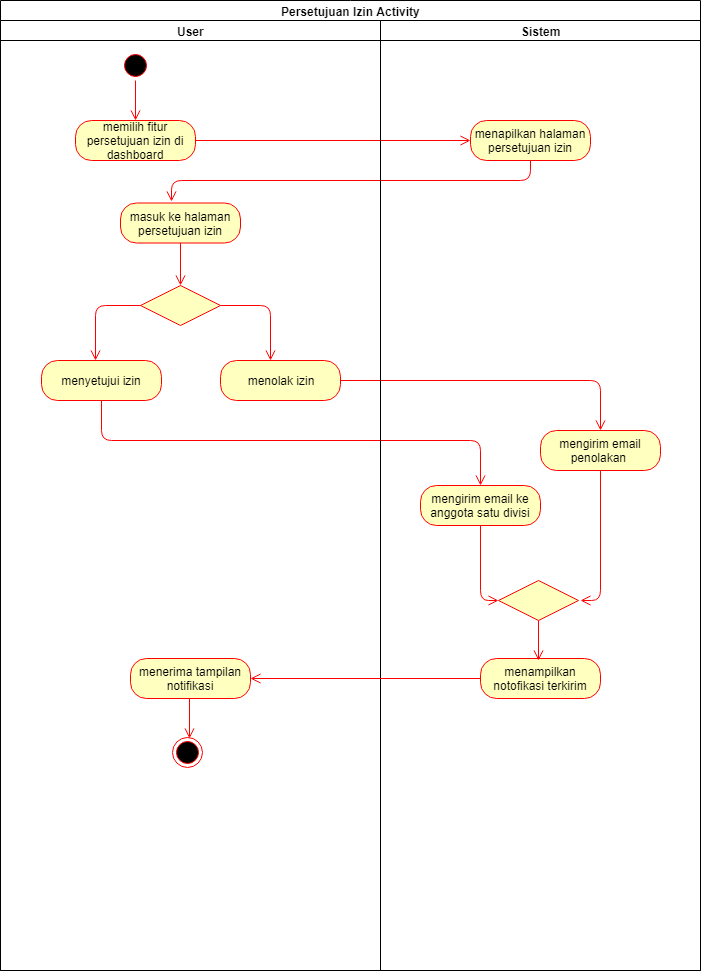 Persetujuan Izin Activity
User
Sistem
memilih fitur
persetujuan izin di
dashboard
menapilkan halaman
persetujuan izin
masuk ke halaman
persetujuan izin
menyetujui izin
menolak izin
mengirim email
penolakan
mengirim email ke
anggota satu divisi
menerima tampilan
notifikasi
menampilkan
notofikasi terkirim